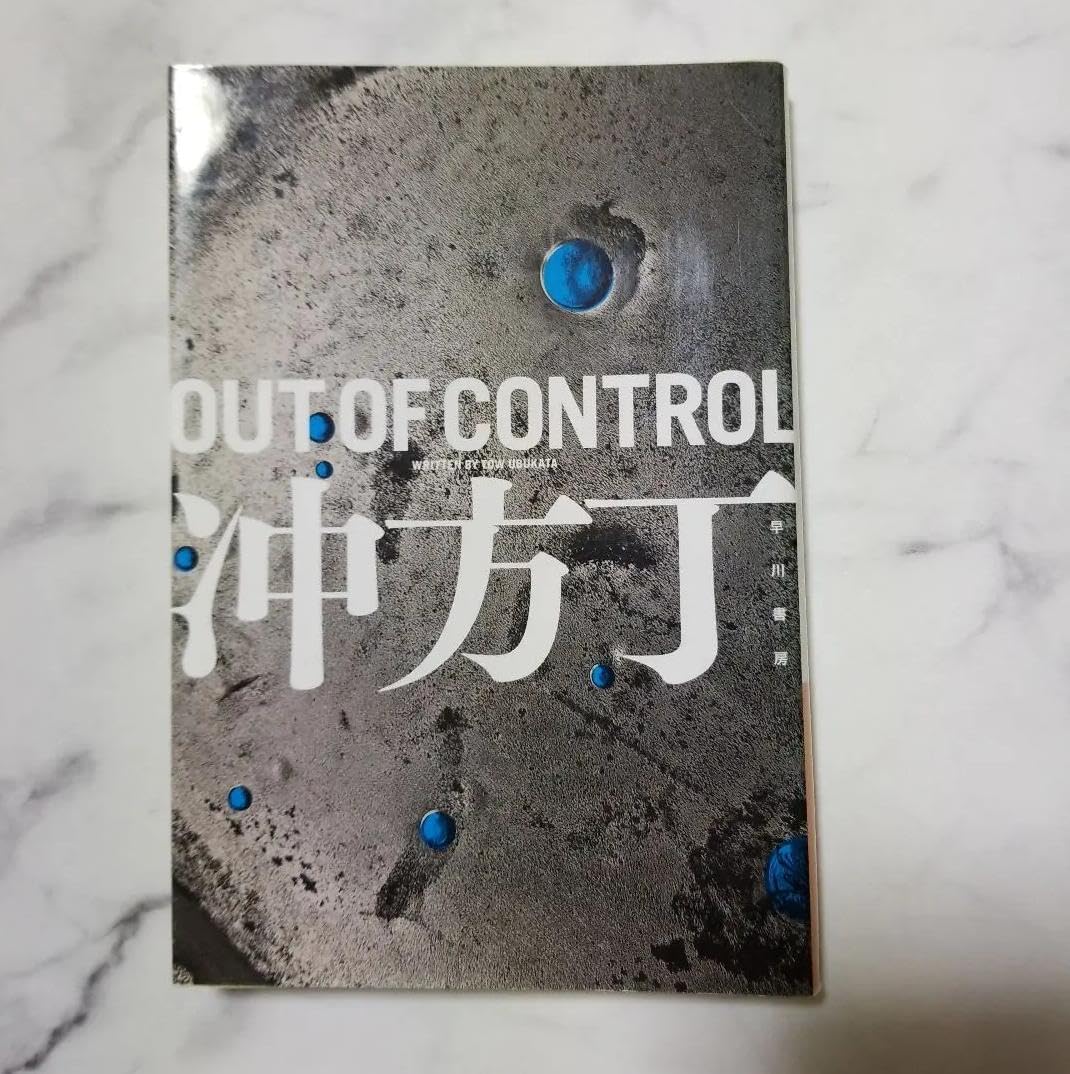 OUT OF CONTROL
WRITTEN BY TOW UBUKATA
冲方丁
早川書房